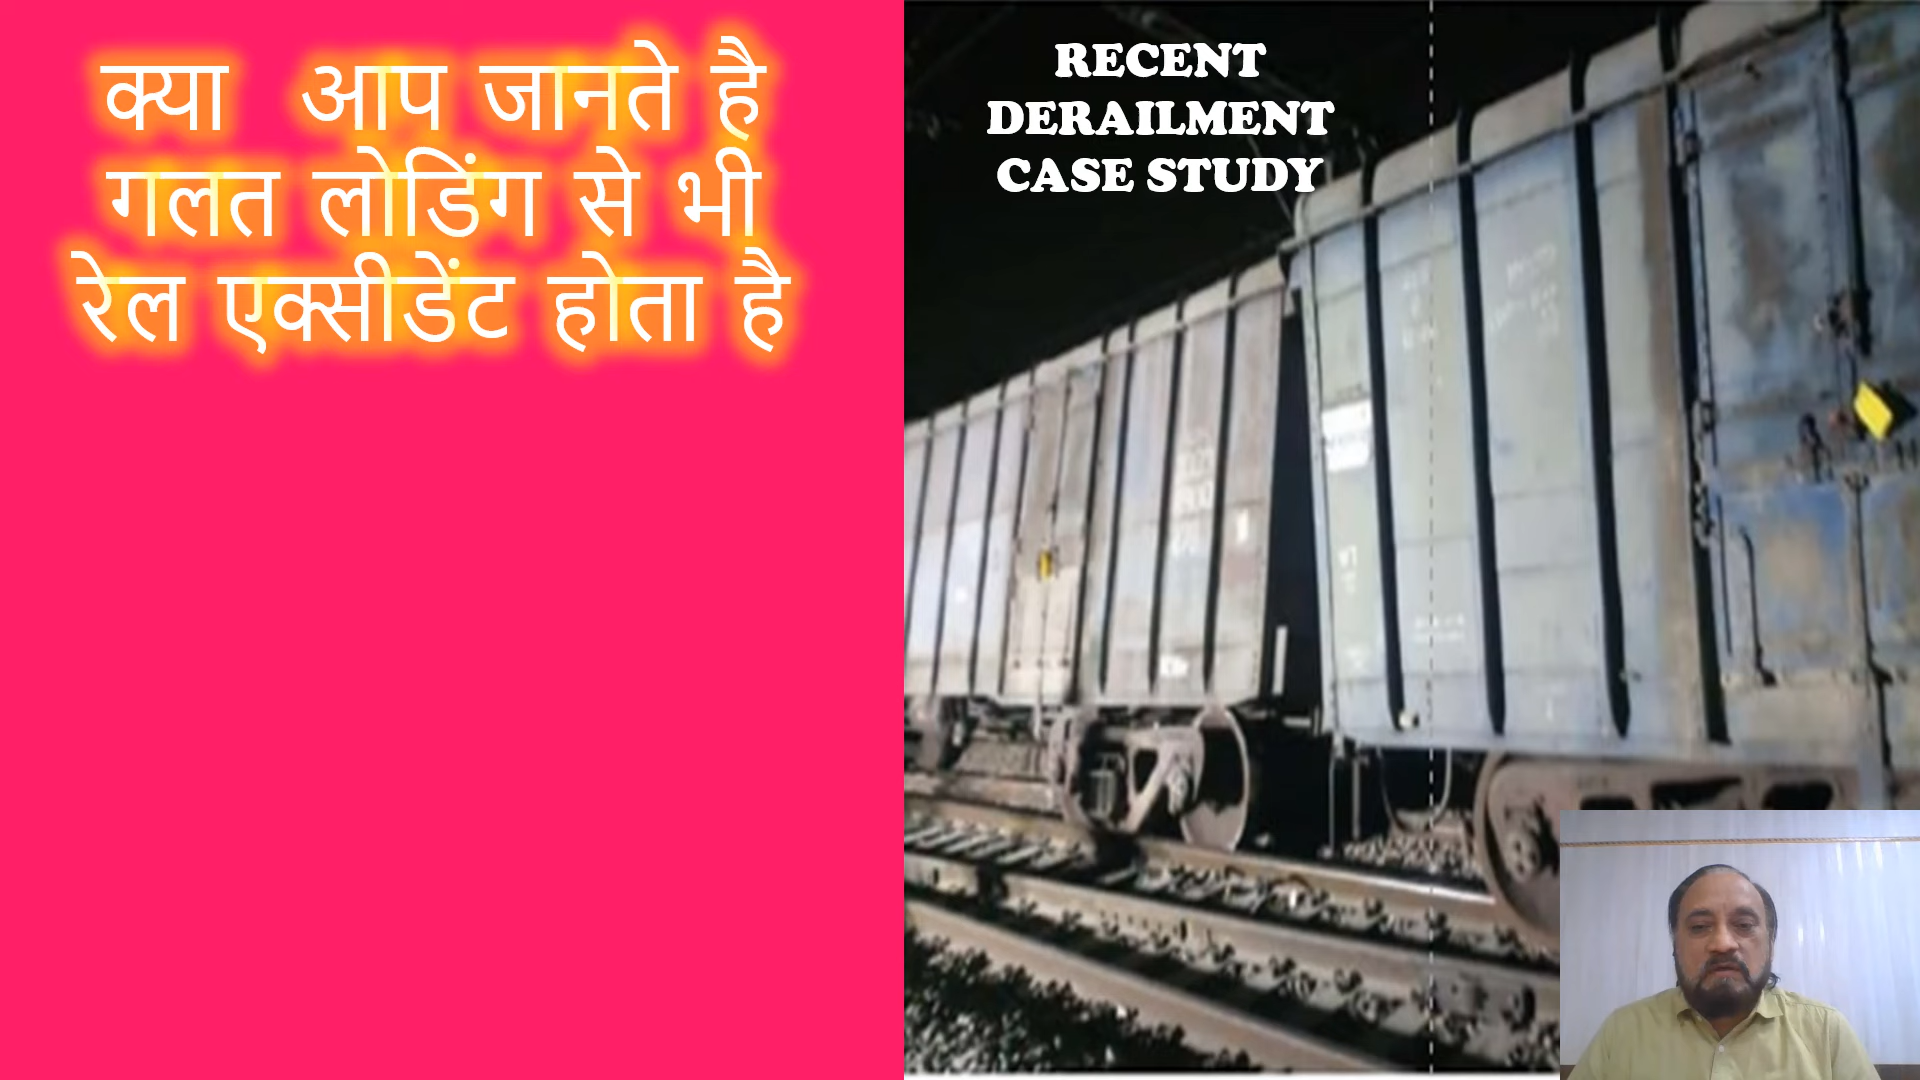 क्या आप जानते है
गलत लोडिंग से भी
रेल एक्सीडेंट होता है
RECENT
DERAILMENT
CASE STUDY